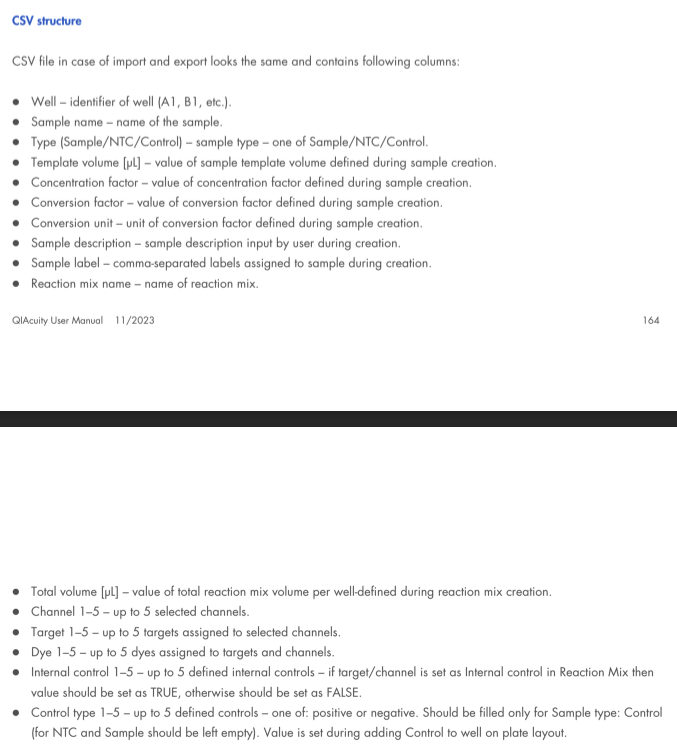 CSV structure
CSV file in case of import and export looks the same and contains following columns:
● Well – identifier of well (A1, B1, etc.).
● Sample name – name of the sample.
● Type (Sample/NTC/Control) – sample type – one of Sample/NTC/Control.
● Template volume [µL] – value of sample template volume defined during sample creation.
● Concentration factor – value of concentration factor defined during sample creation.
● Conversion factor – value of conversion factor defined during sample creation.
● Conversion unit – unit of conversion factor defined during sample creation.
● Sample description – sample description input by user during creation.
● Sample label – comma-separated labels assigned to sample during creation.
● Reaction mix name – name of reaction mix.
QIAcuity User Manual 11/2023 164
● Total volume [µL] – value of total reaction mix volume per well-defined during reaction mix creation.
● Channel 1–5 – up to 5 selected channels.
● Target 1–5 – up to 5 targets assigned to selected channels.
● Dye 1–5 – up to 5 dyes assigned to targets and channels.
● Internal control 1–5 – up to 5 defined internal controls – if target/channel is set as Internal control in Reaction Mix then
value should be set as TRUE, otherwise should be set as FALSE.
● Control type 1–5 – up to 5 defined controls – one of: positive or negative. Should be filled only for Sample type: Control
(for NTC and Sample should be left empty). Value is set during adding Control to well on plate layout.